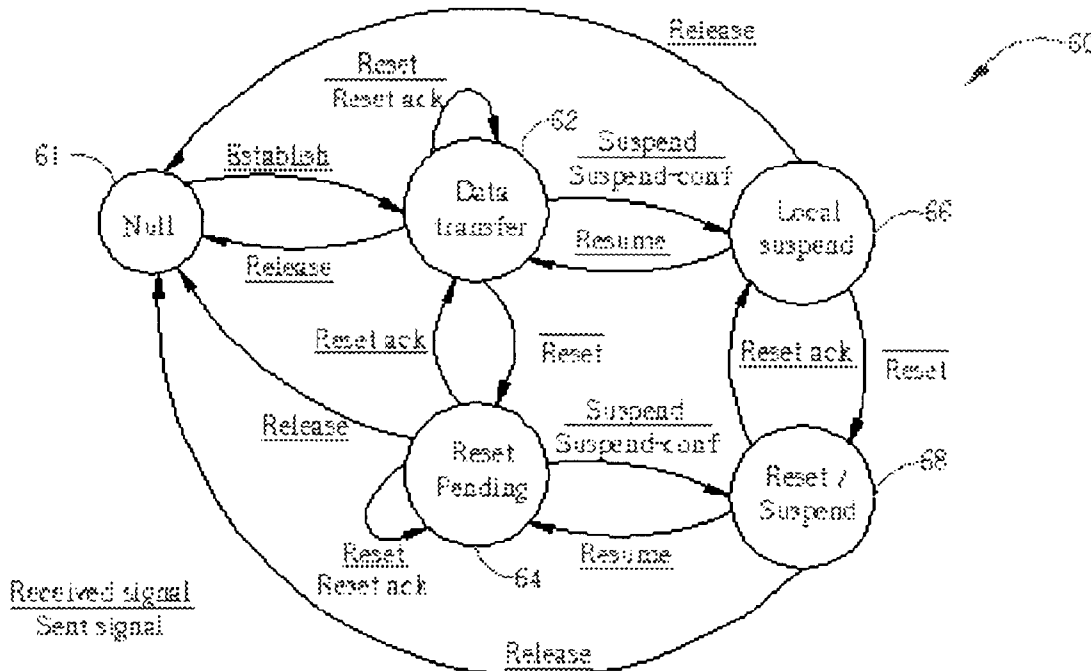 Release
60
Reset
Reset ack
62
61
Establish
Suspend
Suspend-conf
Null
Data
transfer
Local
suspend
66
Release
Resume
Reset ack
Reset
Reset ack
Reset
Release
Suspend
Suspend-conf
Reset
Pending
Reset /
Suspend
68
Reset
Reset ack
64
Resume
Received signal
Sent signal
Release